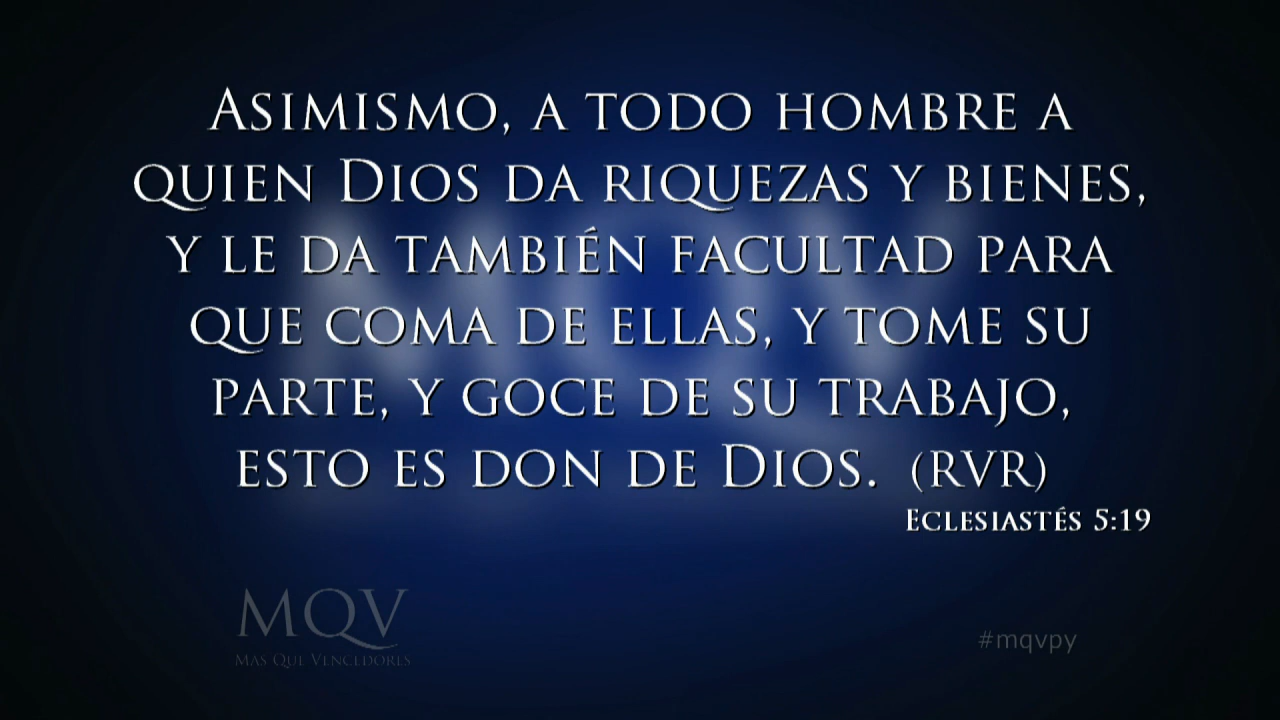 Asimismo, a todo hombre a
quien Dios da riquezas y bienes,
y le da también facultad para
que coma de ellas, y tome su
parte, y goce de su trabajo,
esto es don de Dios. (RVR)
Eclesiastés 5:19
MQV
Mas Que Vencedores
#mqvpy
MQV